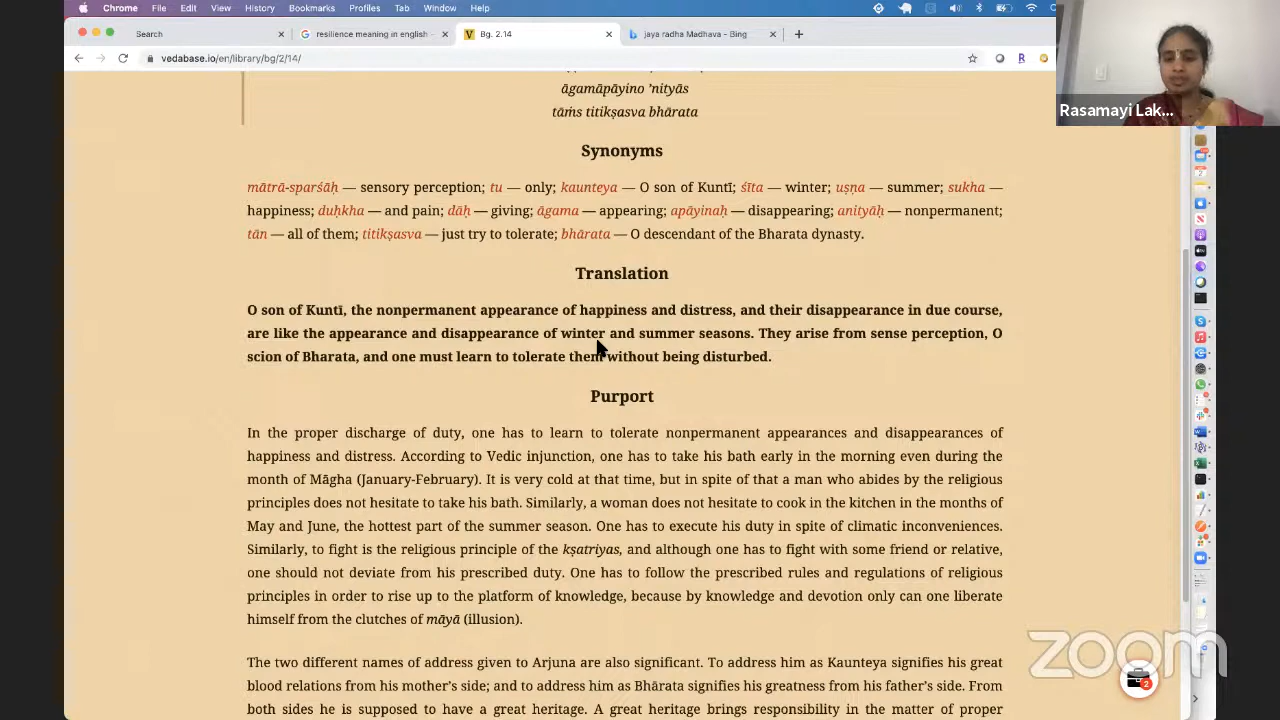 Chrome File Edit View History Bookmarks Profiles Tab Window Help
Search
resilience meaning in english -
Bg. 2.14
jaya radha Madhava - Bing
vedabase.io/en/library/bg/2/14/
Rasamayi Lak...
āgamāpāyino 'nityās
tāṁs titikṣasva bhārata
Synonyms
mātrā-sparśāḥ — sensory perception; tu — only; kaunteya — O son of Kuntī; śīta — winter; uṣṇa — summer; sukha —
happiness; duḥkha — and pain; dāḥ — giving; āgama — appearing; apāyinaḥ — disappearing; anityāḥ — nonpermanent;
tān — all of them; titikṣasva — just try to tolerate; bhārata — O descendant of the Bharata dynasty.
Translation
O son of Kuntī, the nonpermanent appearance of happiness and distress, and their disappearance in due course,
are like the appearance and disappearance of winter and summer seasons. They arise from sense perception, O
scion of Bharata, and one must learn to tolerate them without being disturbed.
Purport
In the proper discharge of duty, one has to learn to tolerate nonpermanent appearances and disappearances of
happiness and distress. According to Vedic injunction, one has to take his bath early in the morning even during the
month of Māgha (January-February). It is very cold at that time, but in spite of that a man who abides by the religious
principles does not hesitate to take his bath. Similarly, a woman does not hesitate to cook in the kitchen in the months of
May and June, the hottest part of the summer season. One has to execute his duty in spite of climatic inconveniences.
Similarly, to fight is the religious principle of the kṣatriyas, and although one has to fight with some friend or relative,
one should not deviate from his prescribed duty. One has to follow the prescribed rules and regulations of religious
principles in order to rise up to the platform of knowledge, because by knowledge and devotion only can one liberate
himself from the clutches of māyā (illusion).
The two different names of address given to Arjuna are also significant. To address him as Kaunteya signifies his great
blood relations from his mother's side; and to address him as Bhārata signifies his greatness from his father's side. From
both sides he is supposed to have a great heritage. A great heritage brings responsibility in the matter of proper
zoom
2